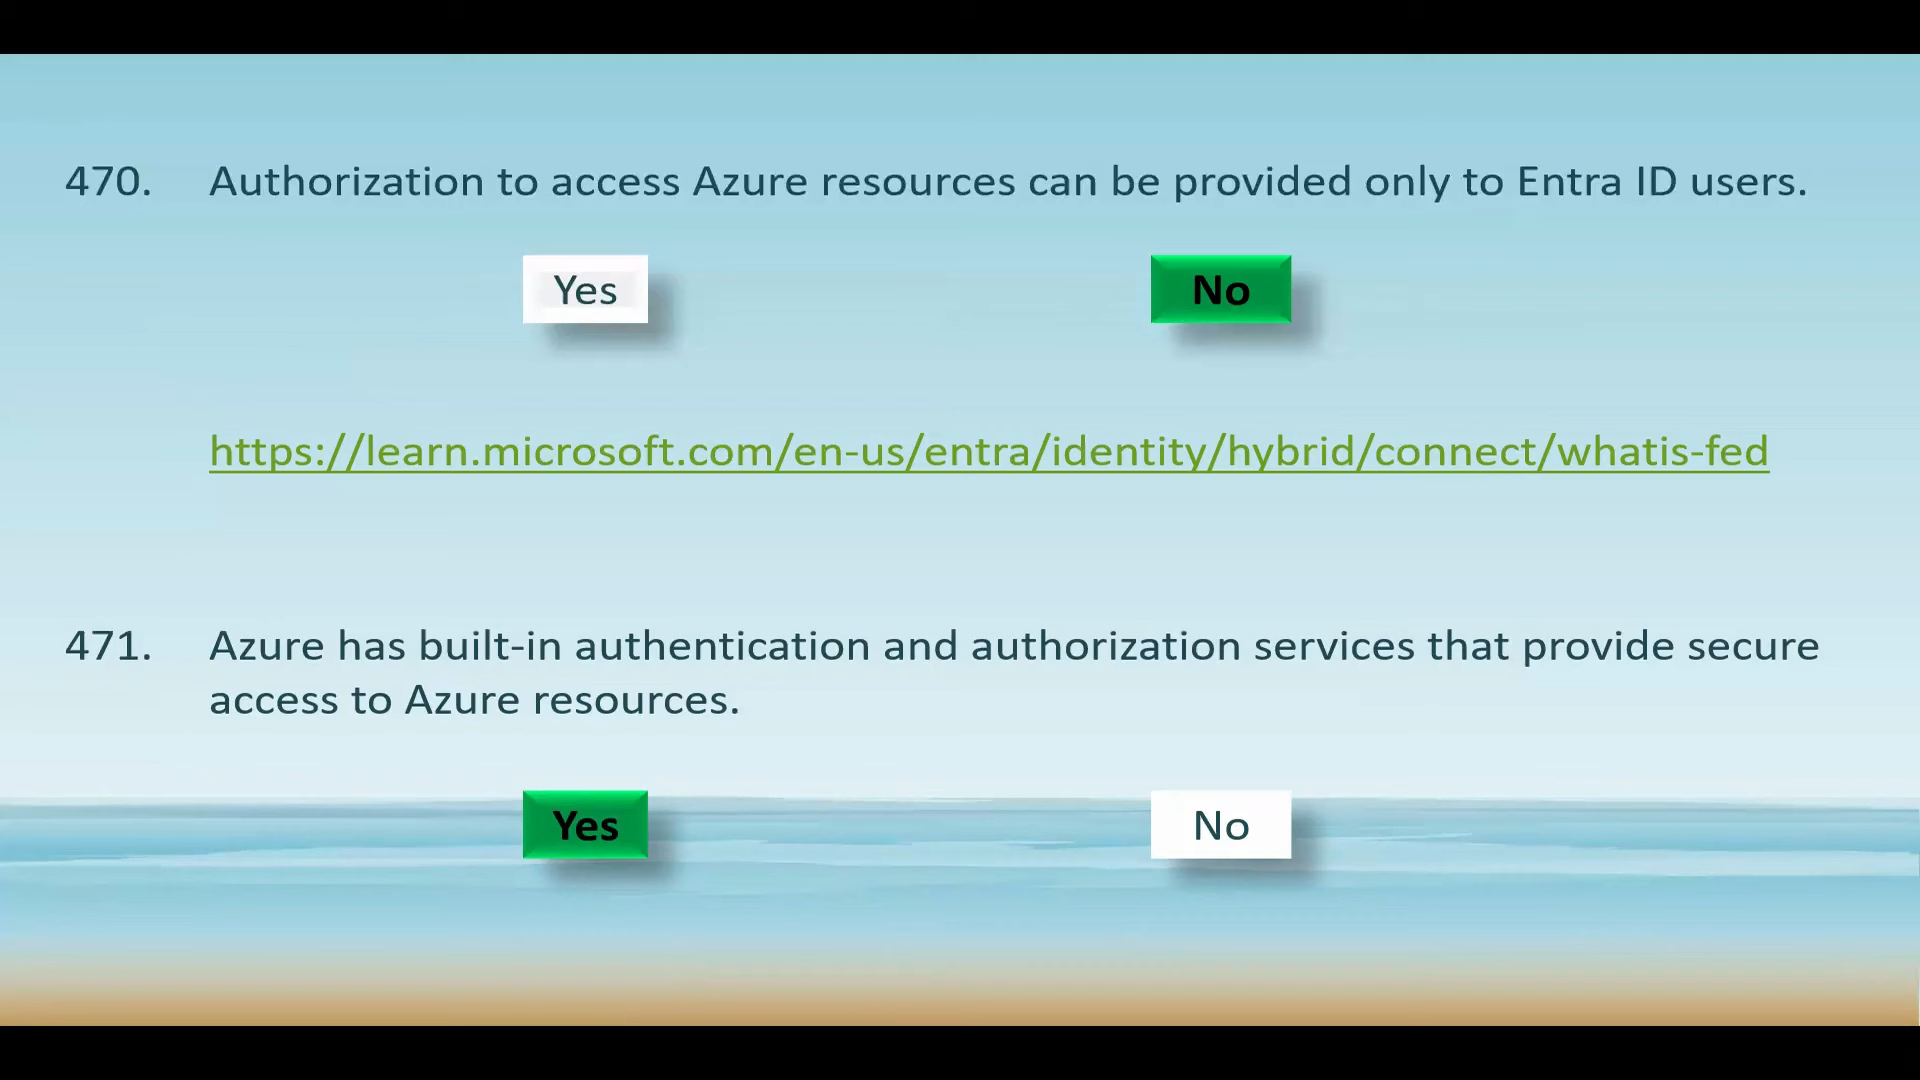 470. Authorization to access Azure resources can be provided only to Entra ID users.
Yes No
https://learn.microsoft.com/en-us/entra/identity/hybrid/connect/whatis-fed
471. Azure has built-in authentication and authorization services that provide secure
access to Azure resources.
Yes No